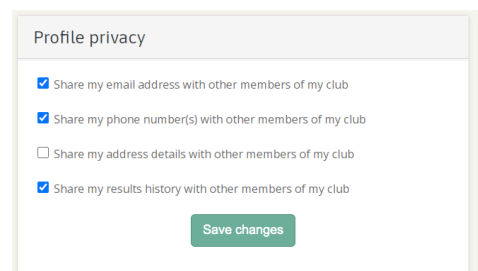 Profile privacy
Share my email address with other members of my club
Share my phone number(s) with other members of my club
Share my address details with other members of my club
Share my results history with other members of my club
Save changes